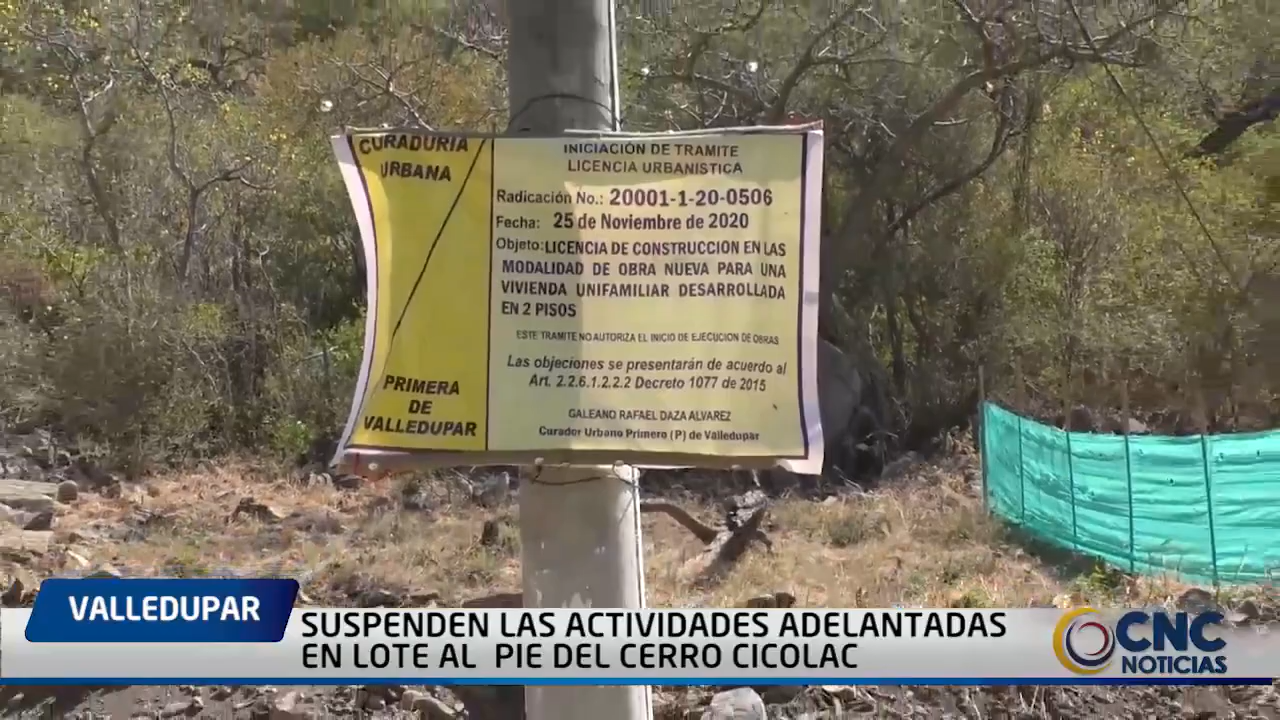 CURADURIA
URBANA
PRIMERA
DE
VALLEDUPAR
INICIACIÓN DE TRAMITE
LICENCIA URBANISTICA
Radicación No.: 20001-1-20-0506
Fecha: 25 de Noviembre de 2020
Objeto: LICENCIA DE CONSTRUCCION EN LAS
MODALIDAD DE OBRA NUEVA PARA UNA
VIVIENDA UNIFAMILIAR DESARROLLADA
EN 2 PISOS
ESTE TRAMITE NO AUTORIZA EL INICIO DE EJECUCION DE OBRAS
Las objeciones se presentarán de acuerdo al
Art. 2.2.6.1.2.2.2 Decreto 1077 de 2015
GALEANO RAFAEL DAZA ALVAREZ
Curador Urbano Primero (P) de Valledupar
VALLEDUPAR
SUSPENDEN LAS ACTIVIDADES ADELANTADAS
EN LOTE AL PIE DEL CERRO CICOLAC
CNC
NOTICIAS